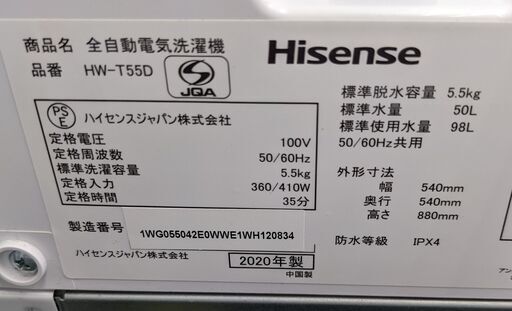 商品名 全自動電気洗濯機
品番 HW-T55D
JQA
Hisense
PS
E
ハイセンスジャパン株式会社
定格電圧 100V
定格周波数 50/60Hz
標準洗濯容量 5.5kg
定格入力 360/410W
定格時間 35分
製造番号 1WG055042E0WWE1WH120834
ハイセンスジャパン株式会社
2020年製
中国製
標準脱水容量 5.5kg
標準水量 50L
標準使用水量 98L
50/60Hz共用
外形寸法
幅 540mm
奥行 540mm
高さ 880mm
防水等級 IPX4